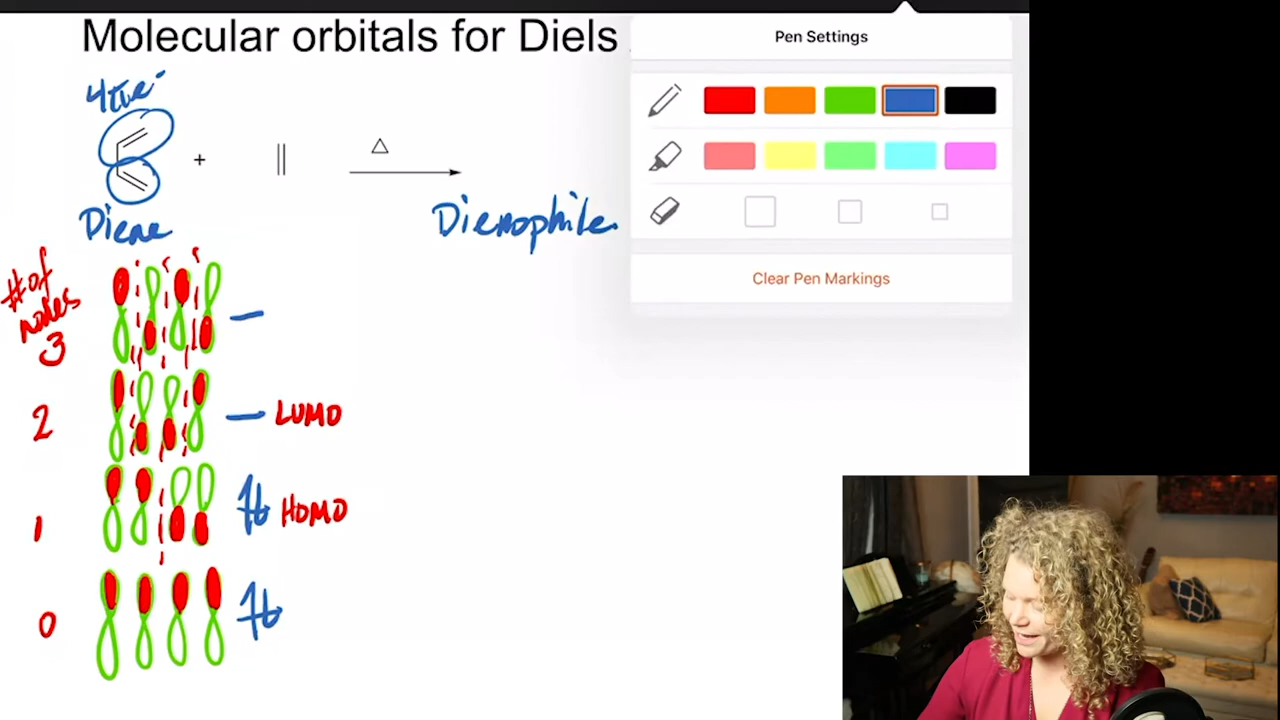 Molecular orbitals for Diels
Pen Settings
4πe⁻
+
△
Diene
Dienophile
Clear Pen Markings
# of
nodes
3
2
LUMO
1
HOMO
0